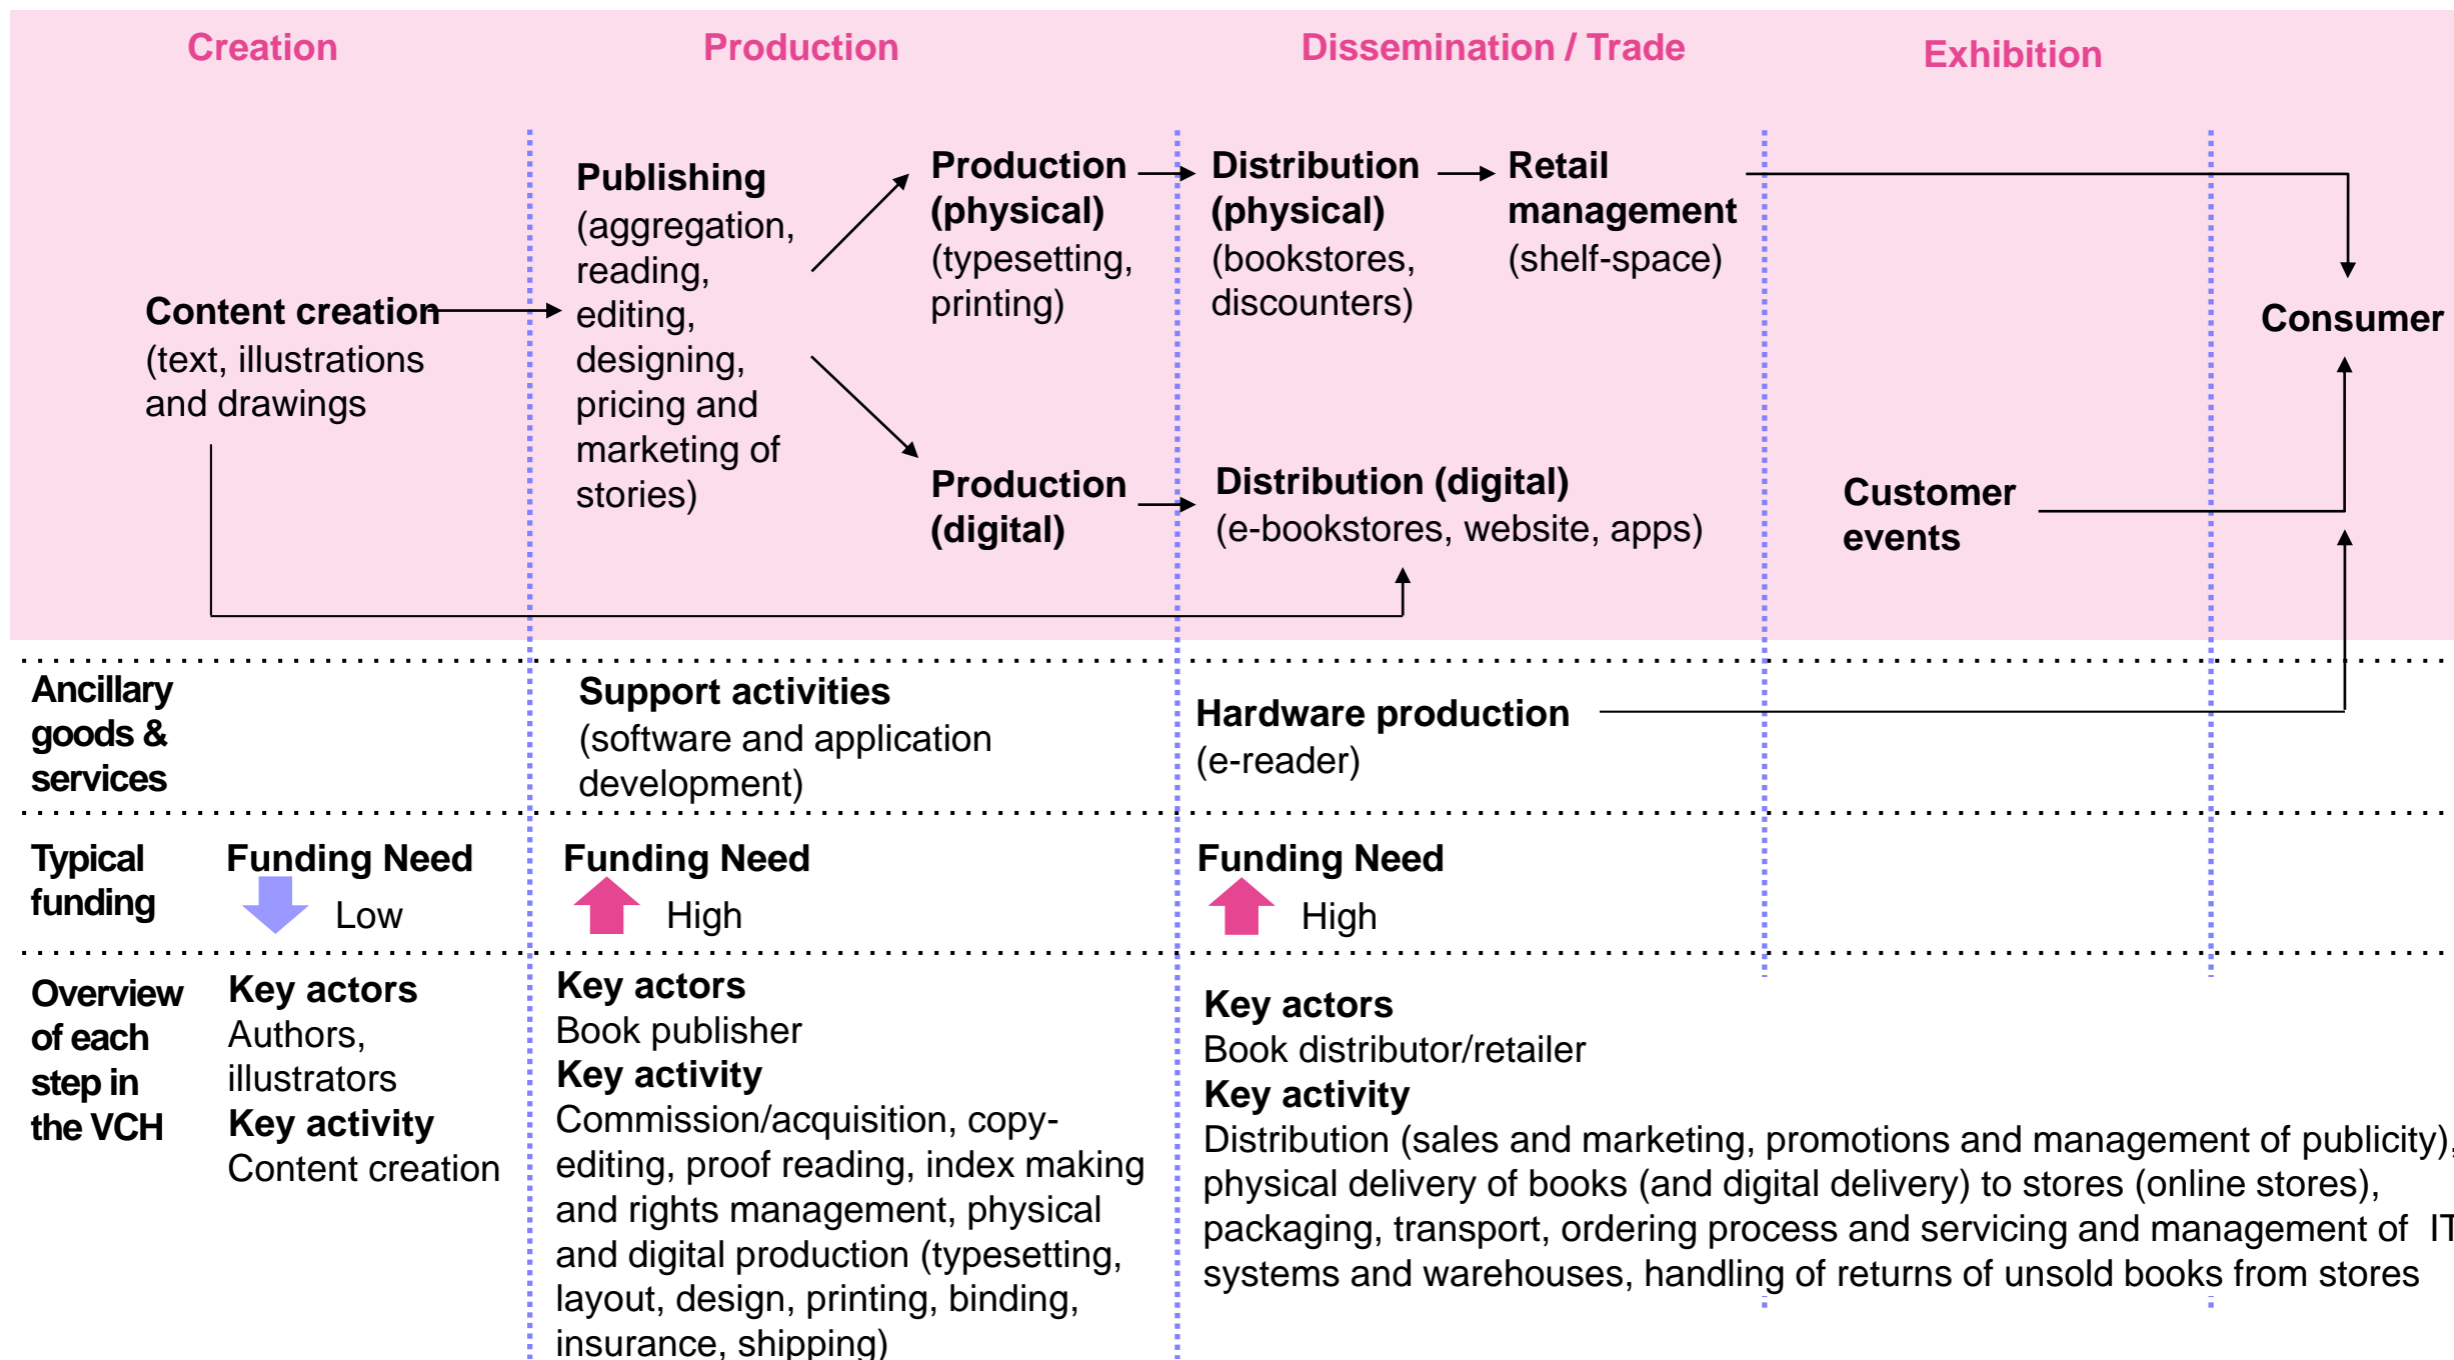 Creation
Production
Dissemination / Trade
Exhibition
Content creation
(text, illustrations
and drawings
Publishing
(aggregation,
reading,
editing,
designing,
pricing and
marketing of
stories)
Production
(physical)
(typesetting,
printing)
Production
(digital)
Distribution
(physical)
(bookstores,
discounters)
Retail
management
(shelf-space)
Distribution (digital)
(e-bookstores, website, apps)
Customer
events
Consumer
Ancillary
goods &
services
Support activities
(software and application
development)
Hardware production
(e-reader)
Typical
funding
Funding Need
Low
Funding Need
High
Funding Need
High
Overview
of each
step in
the VCH
Key actors
Authors,
illustrators
Key activity
Content creation
Key actors
Book publisher
Key activity
Commission/acquisition, copy-
editing, proof reading, index making
and rights management, physical
and digital production (typesetting,
layout, design, printing, binding,
insurance, shipping)
Key actors
Book distributor/retailer
Key activity
Distribution (sales and marketing, promotions and management of publicity),
physical delivery of books (and digital delivery) to stores (online stores),
packaging, transport, ordering process and servicing and management of IT
systems and warehouses, handling of returns of unsold books from stores